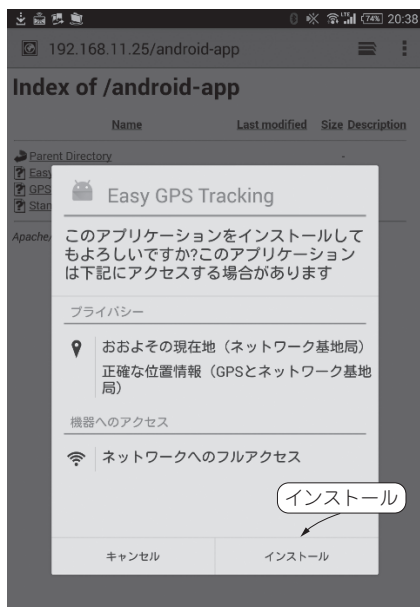 74% 20:38
192.168.11.25/android-app
Index of /android-app
Name Last modified Size Description
Parent Directory -
Easy
GPS
Stan
Apache/
Easy GPS Tracking
このアプリケーションをインストールして
もよろしいですか?このアプリケーション
は下記にアクセスする場合があります
プライバシー
おおよその現在地（ネットワーク基地局）
正確な位置情報（GPSとネットワーク基地
局）
機器へのアクセス
ネットワークへのフルアクセス
インストール
キャンセル インストール